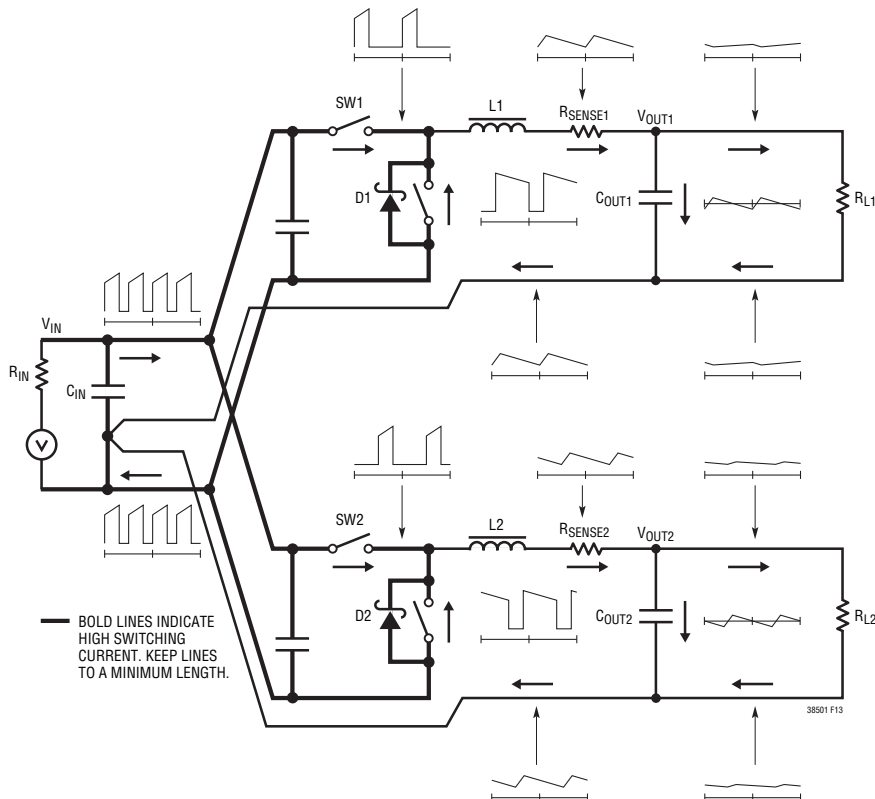 SW1
L1
RSENSE1
VOUT1
D1
COUT1
RL1
VIN
RIN
CIN
V
SW2
L2
RSENSE2
VOUT2
D2
COUT2
RL2
BOLD LINES INDICATE
HIGH SWITCHING
CURRENT. KEEP LINES
TO A MINIMUM LENGTH.
38501 F13